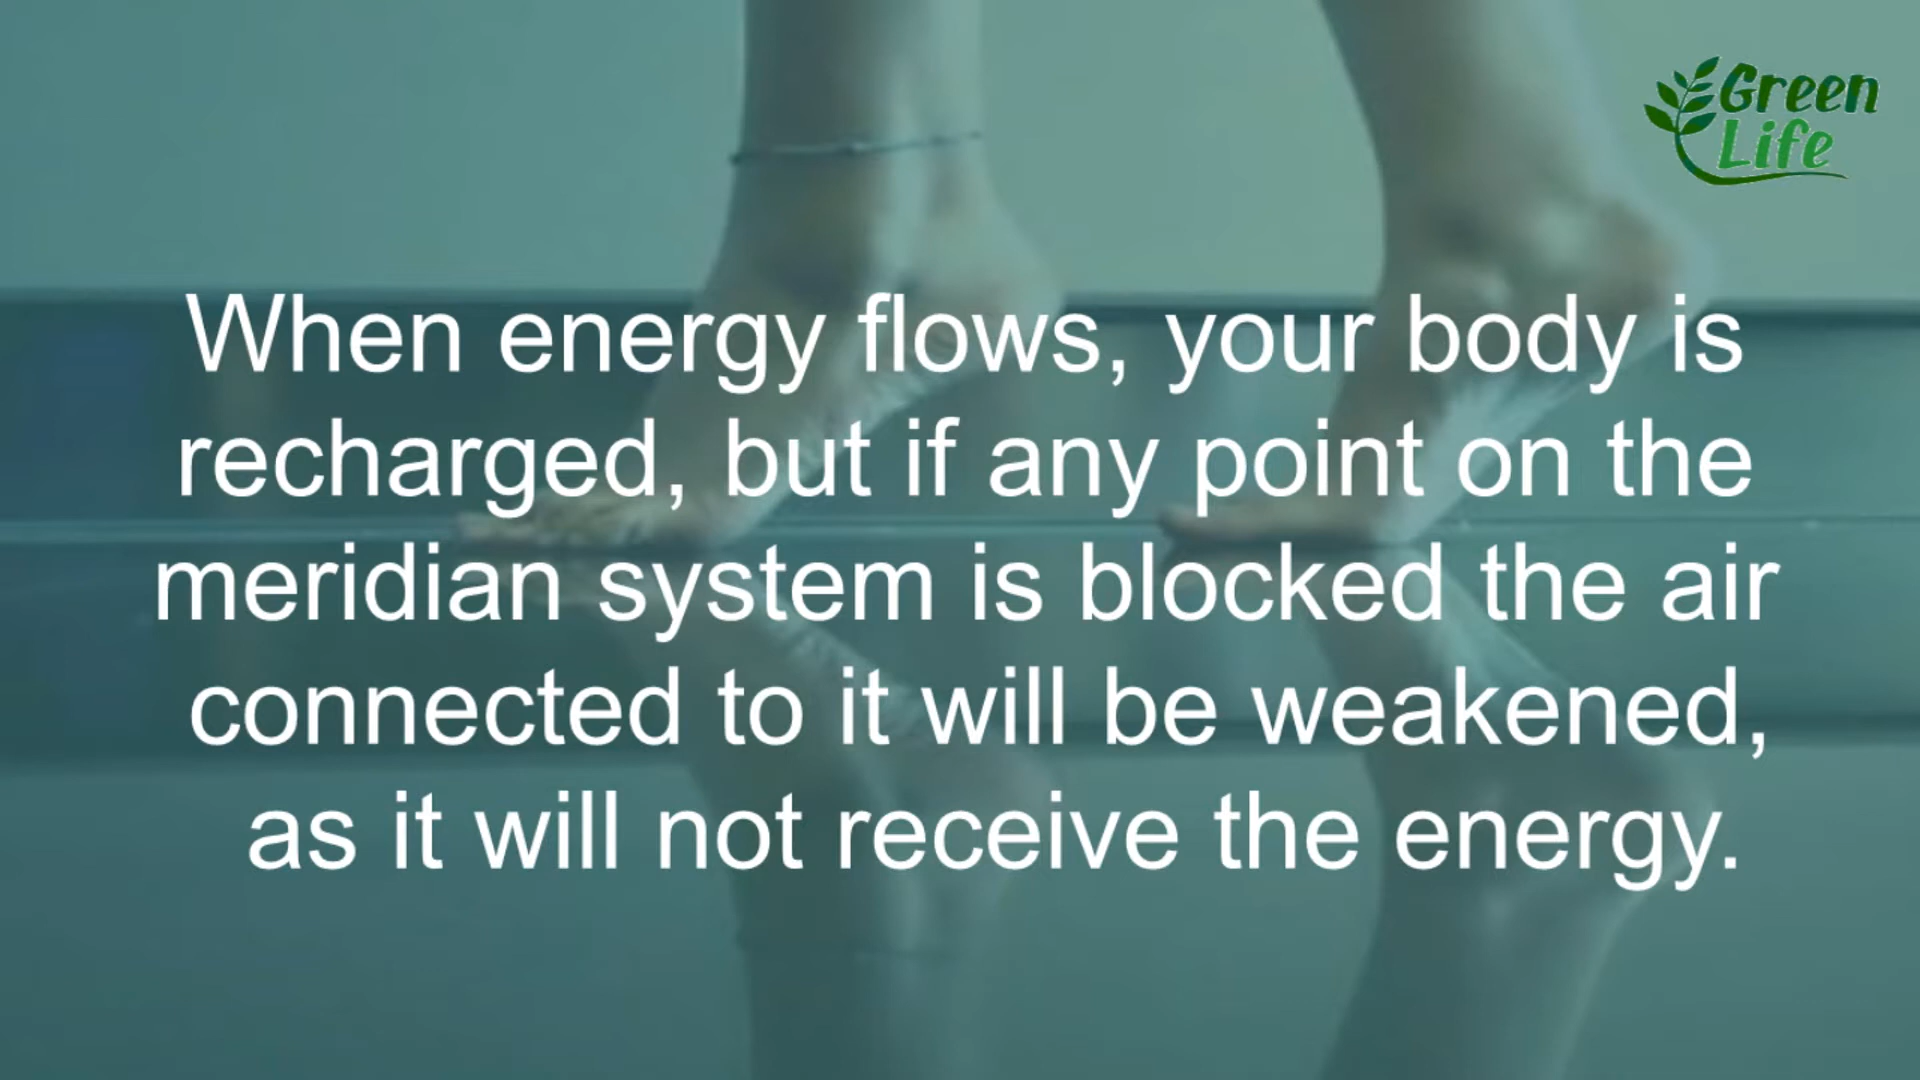 Green
Life
When energy flows, your body is
recharged, but if any point on the
meridian system is blocked the air
connected to it will be weakened,
as it will not receive the energy.